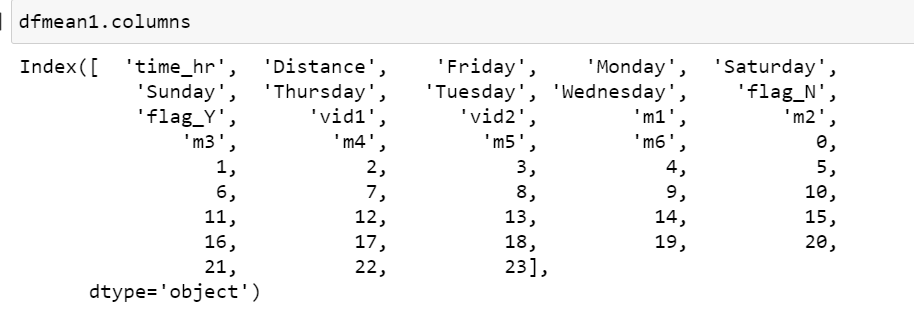 dfmean1.columns
Index([ 'time_hr', 'Distance', 'Friday', 'Monday', 'Saturday',
'Sunday', 'Thursday', 'Tuesday', 'Wednesday', 'flag_N',
'flag_Y', 'vid1', 'vid2', 'm1', 'm2',
'm3', 'm4', 'm5', 'm6', 0,
1, 2, 3, 4, 5,
6, 7, 8, 9, 10,
11, 12, 13, 14, 15,
16, 17, 18, 19, 20,
21, 22, 23],
dtype='object')